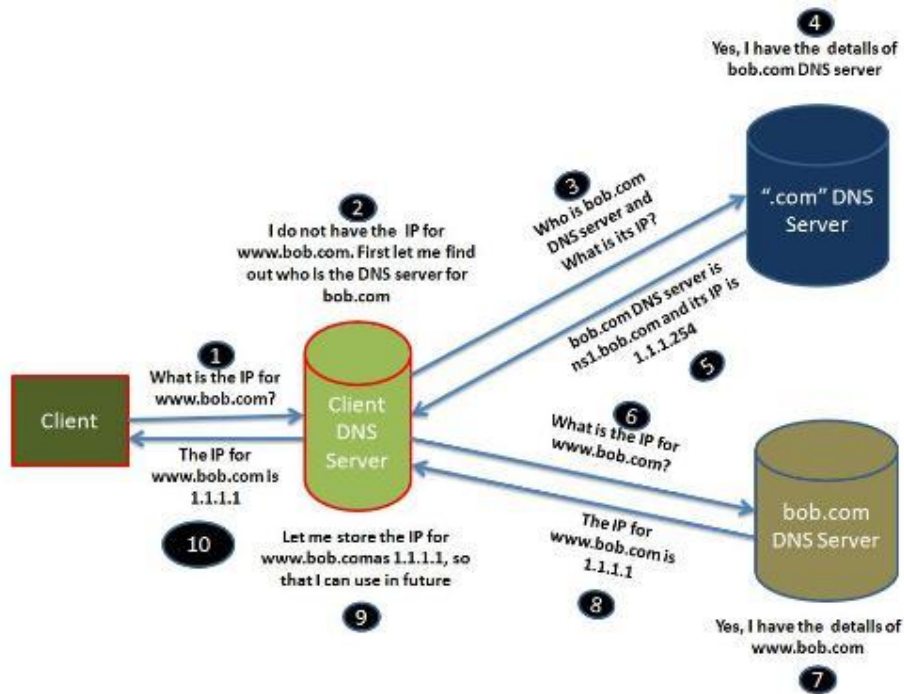 4
Yes, I have the details of
bob.com DNS server
“.com” DNS
Server
3
Who is bob.com
DNS server and
What is its IP?
2
I do not have the IP for
www.bob.com. First let me find
out who is the DNS server for
bob.com
bob.com DNS server is
ns1.bob.com and its IP is
1.1.1.254
5
1
What is the IP for
www.bob.com?
Client
Client
DNS
Server
The IP for
www.bob.com is
1.1.1.1
10
6
What is the IP for
www.bob.com?
bob.com
DNS Server
The IP for
www.bob.com is
1.1.1.1
8
Let me store the IP for
www.bob.comas 1.1.1.1, so
that I can use in future
9
Yes, I have the details of
www.bob.com
7